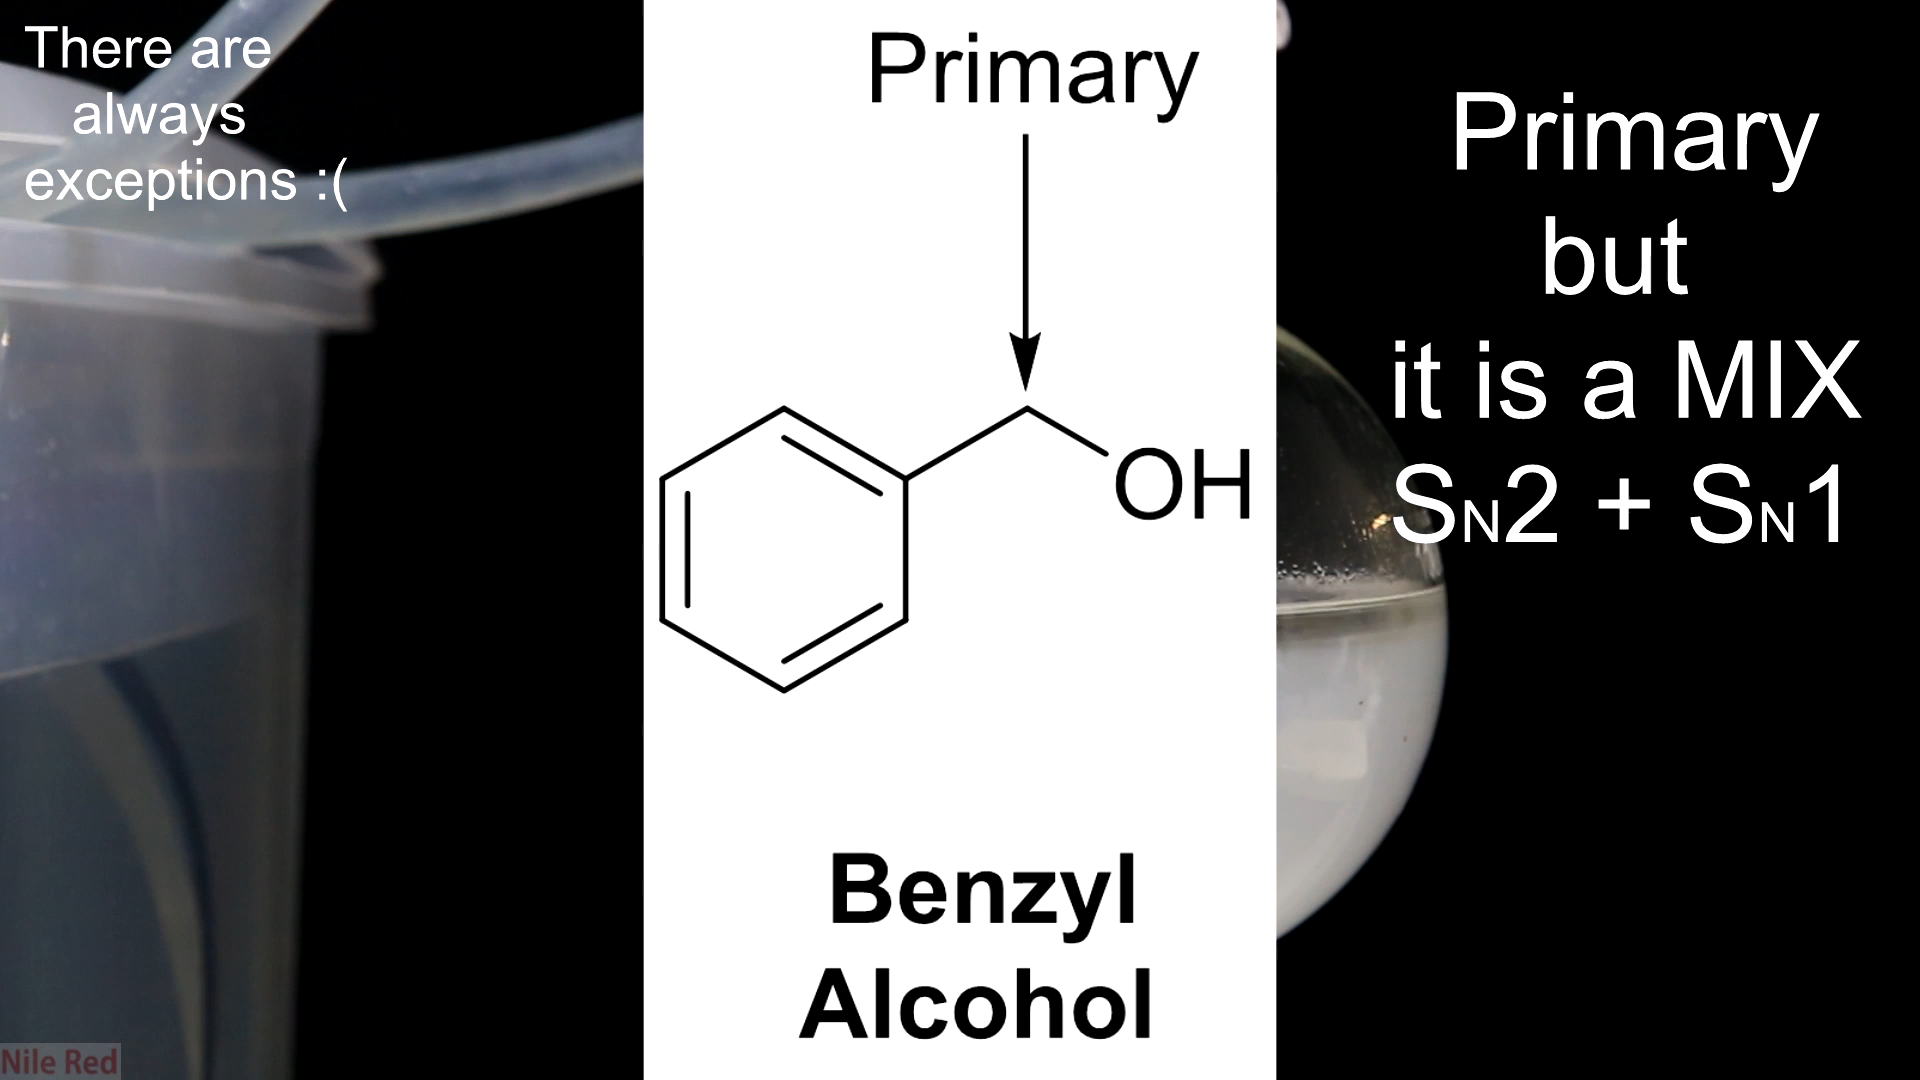 There are
always
exceptions :(
Primary
OH
Benzyl
Alcohol
Primary
but
it is a MIX
SN2 + SN1
Nile Red